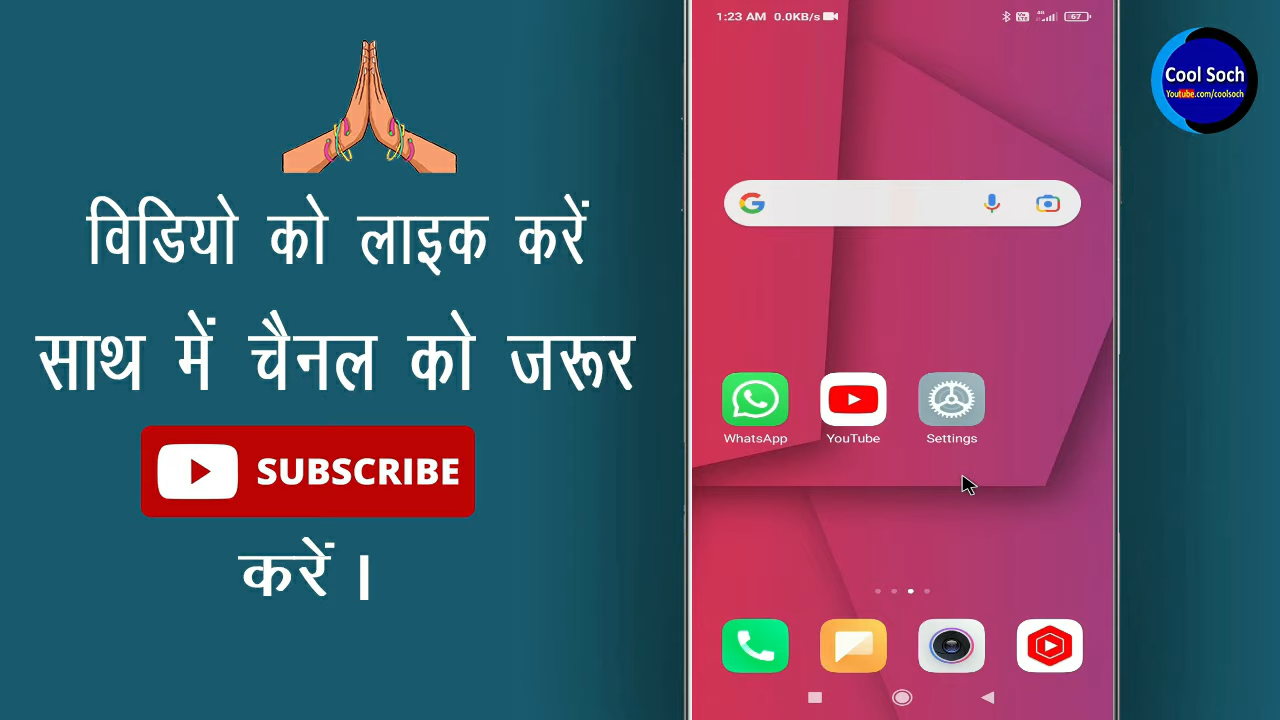 विडियो को लाइक करें
साथ में चैनल को जरूर
SUBSCRIBE
करें।
1:23 AM 0.0KB/s
4G
67
WhatsApp YouTube Settings
Cool Soch
Youtube.com/coolsoch